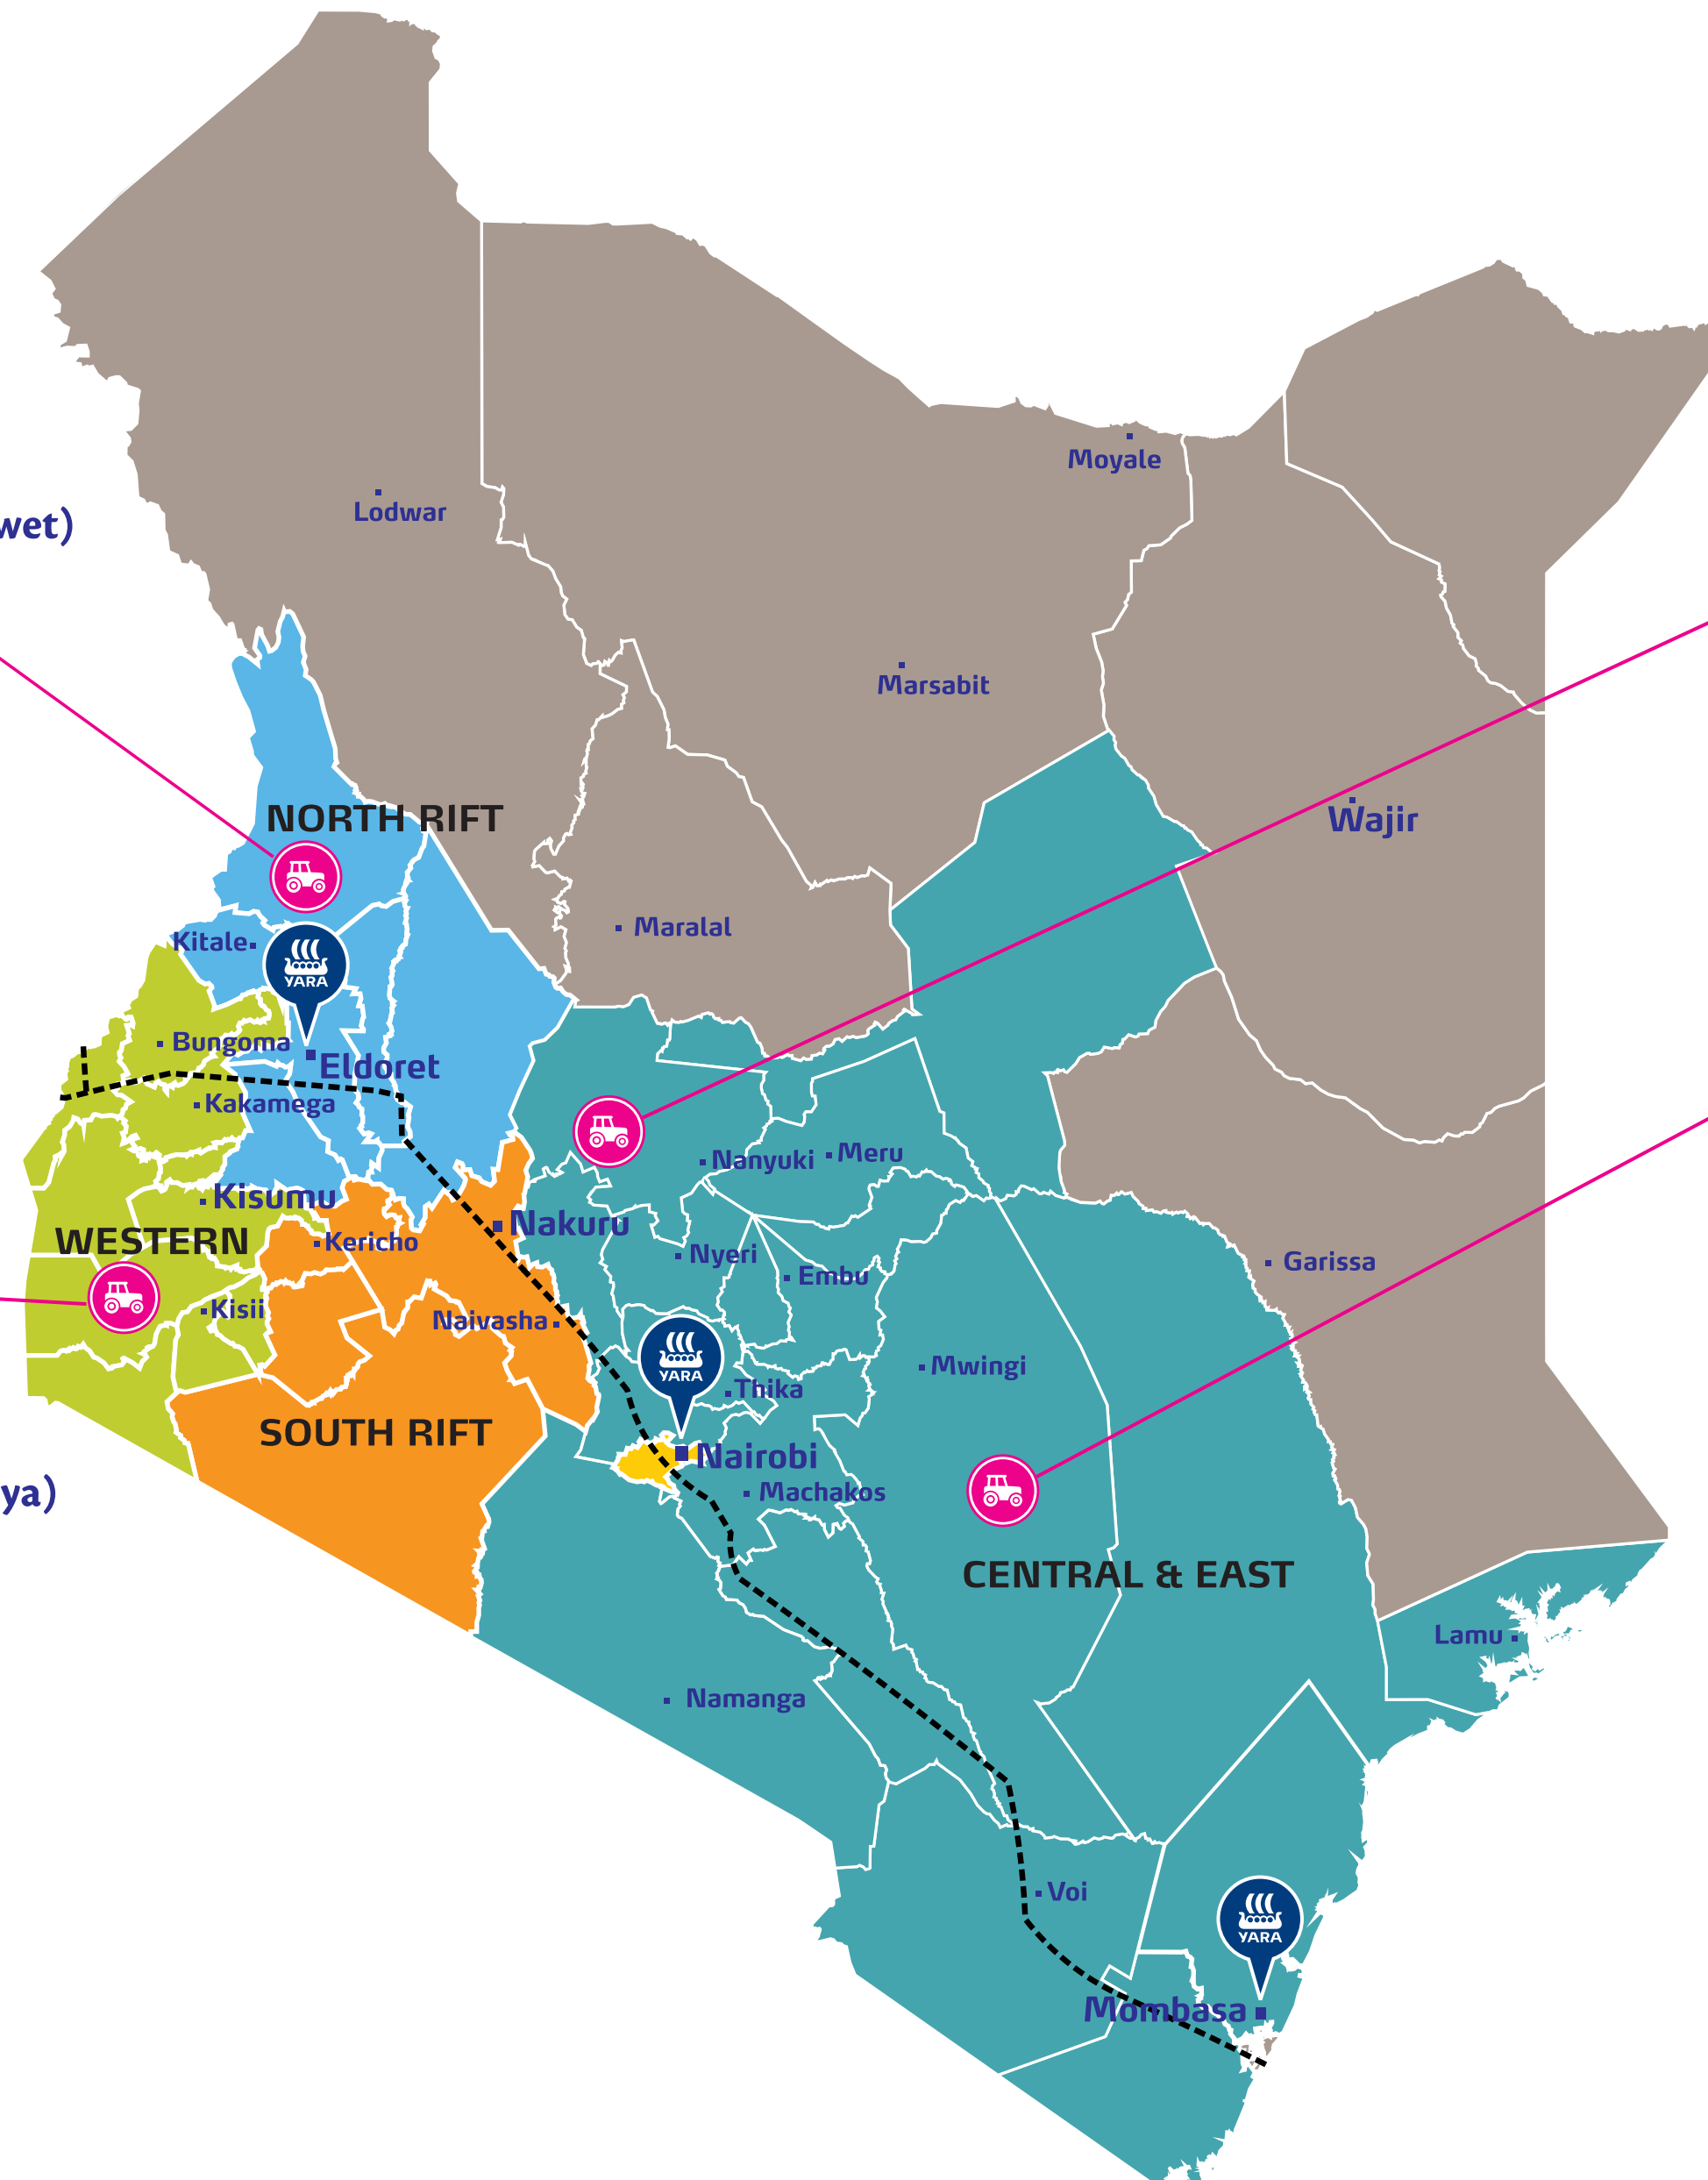 Moyale
Lodwar
wet)
Marsabit
NORTH RIFT
Wajir
Maralal
Kitale
YARA
Bungoma
Eldoret
Kakamega
Nanyuki
Meru
Kisumu
Nakuru
WESTERN
Kericho
Nyeri
Garissa
Embu
Kisii
Naivasha
YARA
Mwingi
Thika
SOUTH RIFT
Nairobi
Machakos
ya)
CENTRAL & EAST
Lamu
Namanga
Voi
YARA
Mombasa